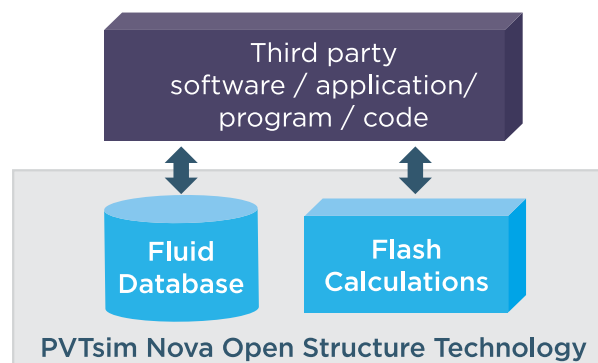 Third party
software / application/
program / code
Fluid
Database
Flash
Calculations
PVTsim Nova Open Structure Technology